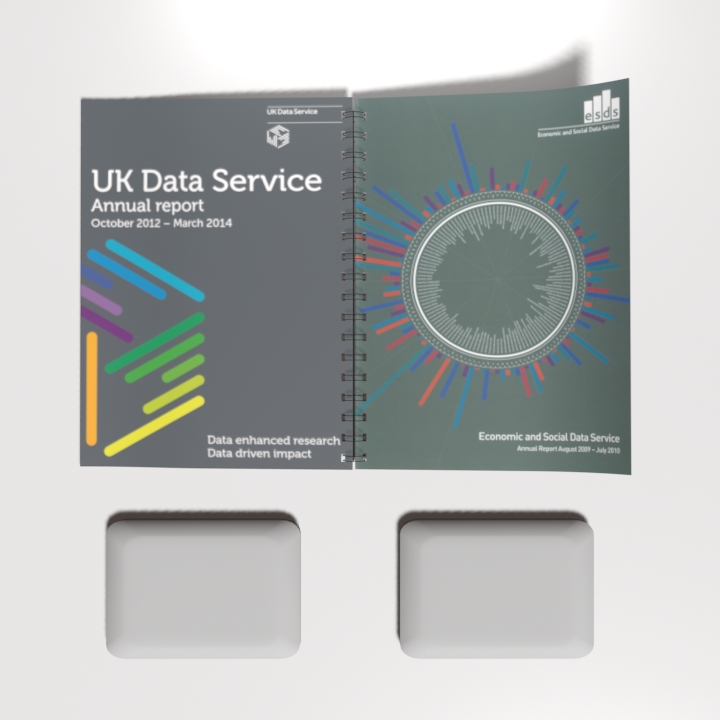 UK Data Service
UK Data Service
Annual report
October 2012 – March 2014
Data enhanced research
Data driven impact
esds
Economic and Social Data Service
Economic and Social Data Service
Annual Report August 2009 – July 2010